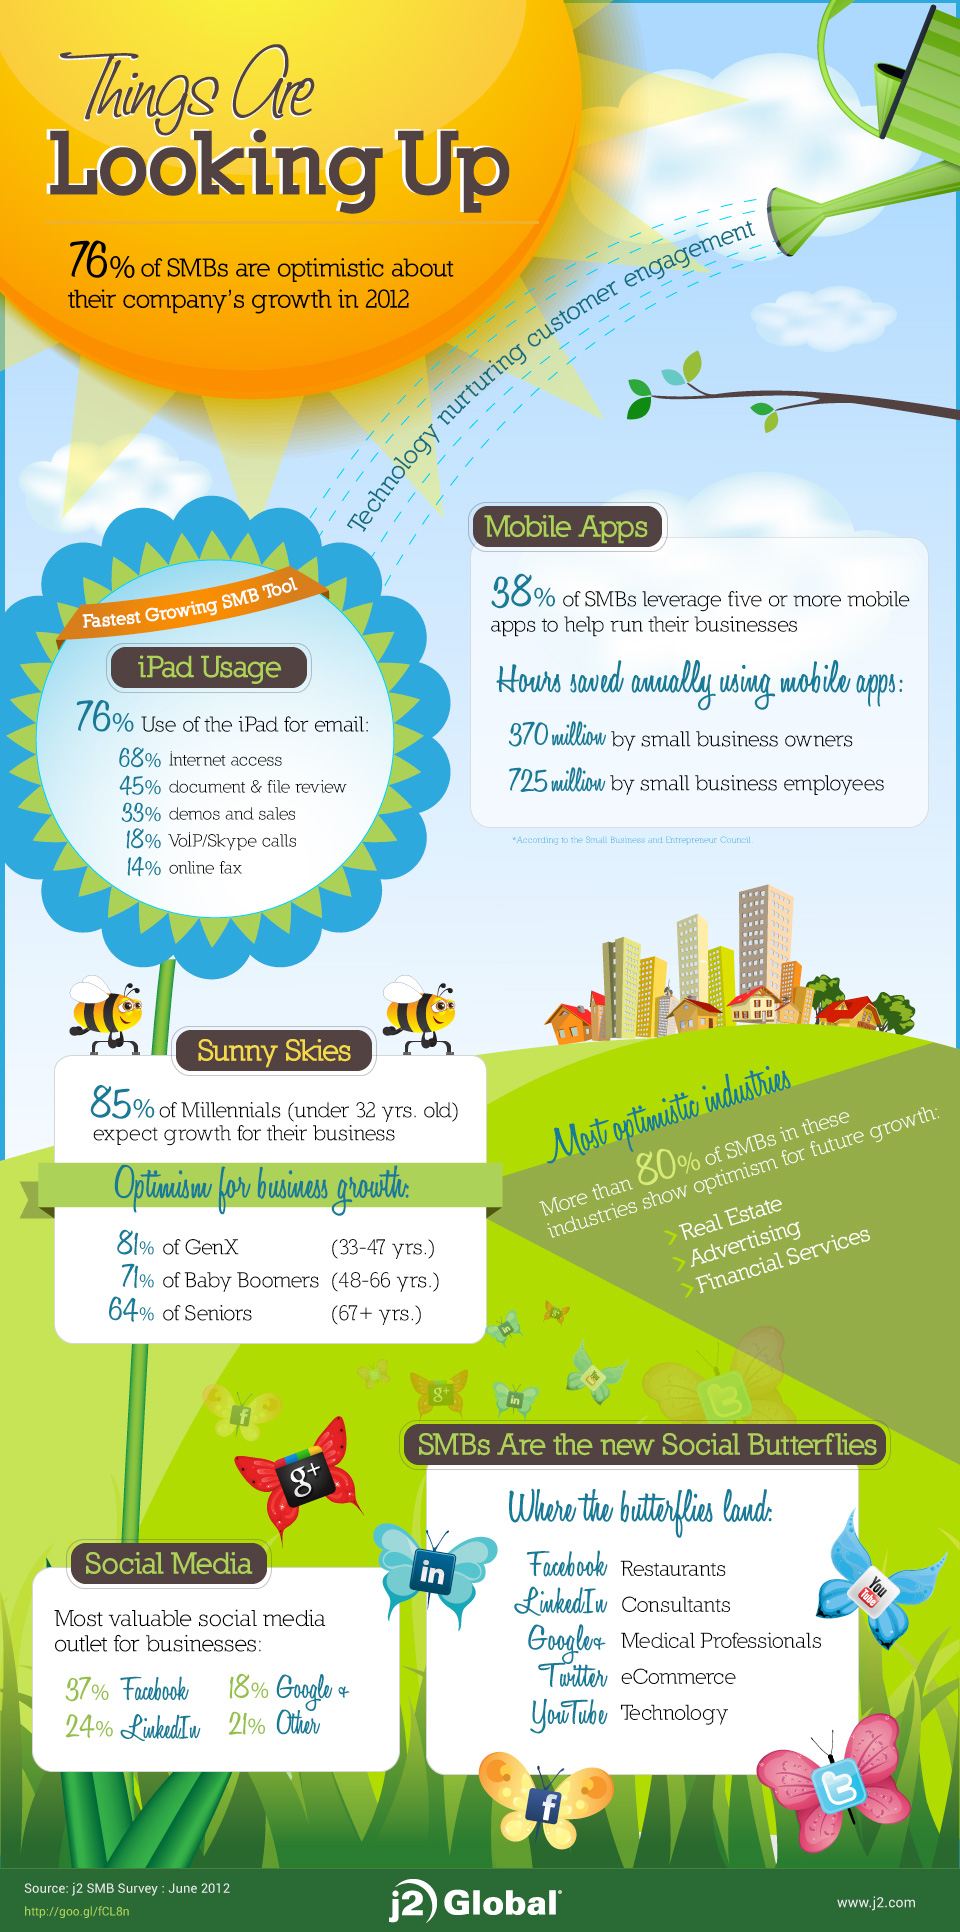 Things Are
Looking Up
76% of SMBs are optimistic about
their company's growth in 2012
Technology nurturing customer engagement
Fastest Growing SMB Tool
iPad Usage
76% Use of the iPad for email:
68% Internet access
45% document & file review
33% demos and sales
18% VoIP/Skype calls
14% online fax
Mobile Apps
38% of SMBs leverage five or more mobile
apps to help run their businesses
Hours saved annually using mobile apps:
370 million by small business owners
725 million by small business employees
*According to the Small Business and Entrepreneur Council.
Sunny Skies
85% of Millennials (under 32 yrs. old)
expect growth for their business
Optimism for business growth:
81% of GenX (33-47 yrs.)
71% of Baby Boomers (48-66 yrs.)
64% of Seniors (67+ yrs.)
Most optimistic industries
More than 80% of SMBs in these
industries show optimism for future growth:
> Real Estate
> Advertising
> Financial Services
in
g+
g+
in
f
t
SMBs Are the new Social Butterflies
Where the butterflies land:
Facebook Restaurants
LinkedIn Consultants
Google+ Medical Professionals
Twitter eCommerce
YouTube Technology
g+
in
You
Tube
Social Media
Most valuable social media
outlet for businesses:
37% Facebook 18% Google +
24% LinkedIn 21% Other
f
t
Source: j2 SMB Survey : June 2012
http://goo.gl/fCL8n
j2 Global®
www.j2.com